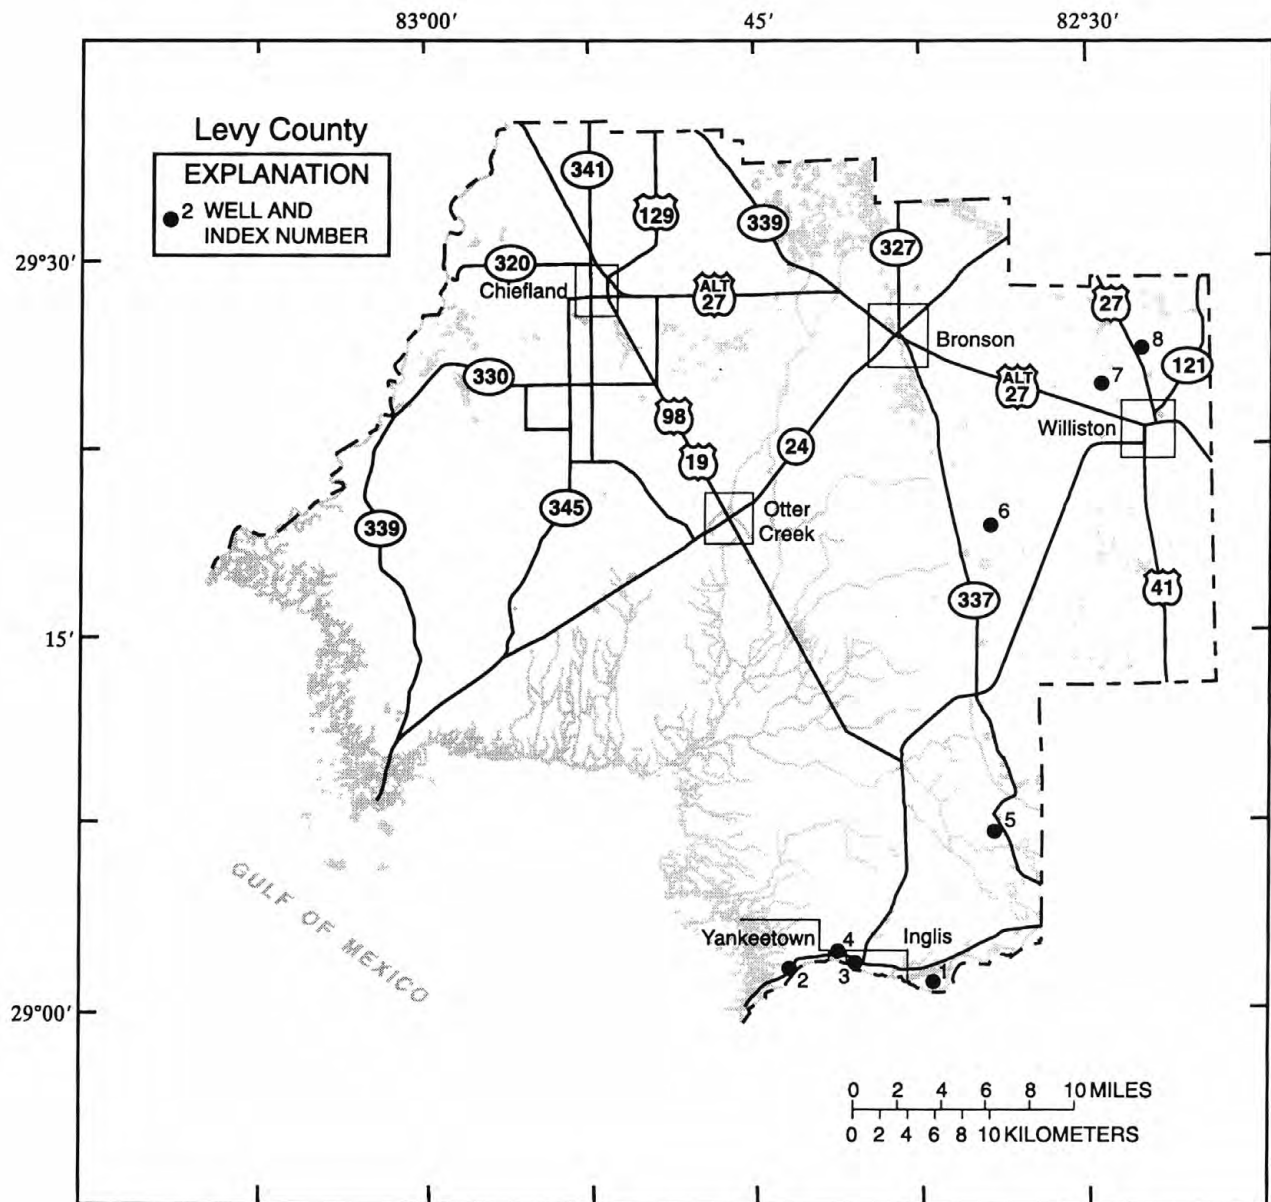 83°00′ 45′ 82°30′
Levy County
EXPLANATION
2 WELL AND
INDEX NUMBER
341
129
339
327
29°30′
320
Chiefland
ALT
27
27
Bronson
8
121
330
ALT
27
7
98
Williston
24
19
345
Otter
Creek
6
339
337
41
15′
5
GULF OF MEXICO
Yankeetown
4
Inglis
2
3
1
29°00′
0 2 4 6 8 10 MILES
0 2 4 6 8 10 KILOMETERS